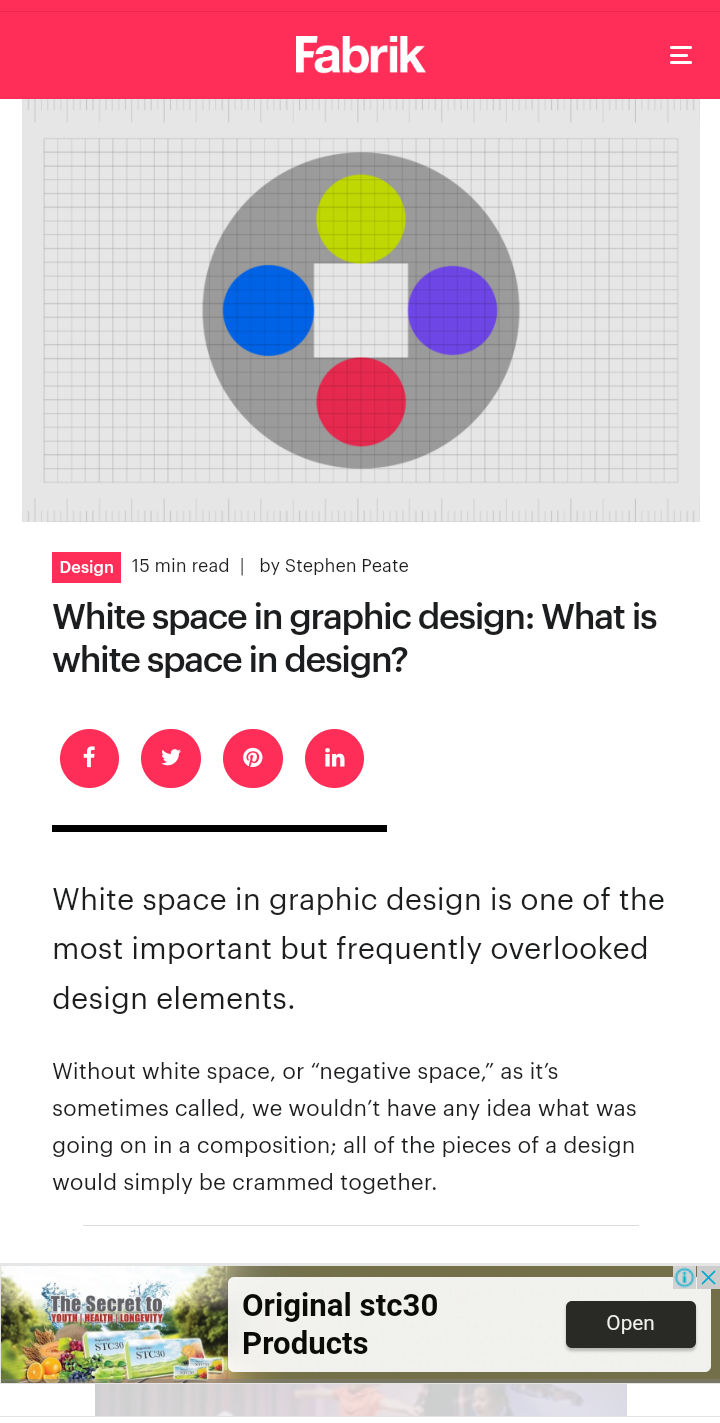 Fabrik
Design 15 min read | by Stephen Peate
White space in graphic design: What is
white space in design?
White space in graphic design is one of the
most important but frequently overlooked
design elements.
Without white space, or “negative space,” as it’s
sometimes called, we wouldn’t have any idea what was
going on in a composition; all of the pieces of a design
would simply be crammed together.
The Secret to
YOUTH | HEALTH | LONGEVITY
STC30
STC30
Original stc30
Products
Open